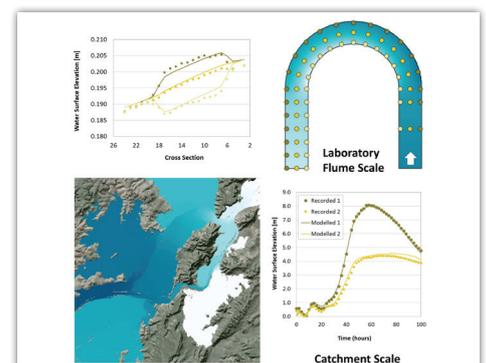 0.210
0.205
0.200
0.195
0.190
0.185
0.180
Water Surface Elevation [m]
26 22 18 14 10 6 2
Cross Section
Laboratory
Flume Scale
9.0
8.0
7.0
6.0
5.0
4.0
3.0
2.0
1.0
0.0
Water Surface Elevation [m]
Recorded 1
Recorded 2
Modelled 1
Modelled 2
0 20 40 60 80 100
Time (hours)
Catchment Scale